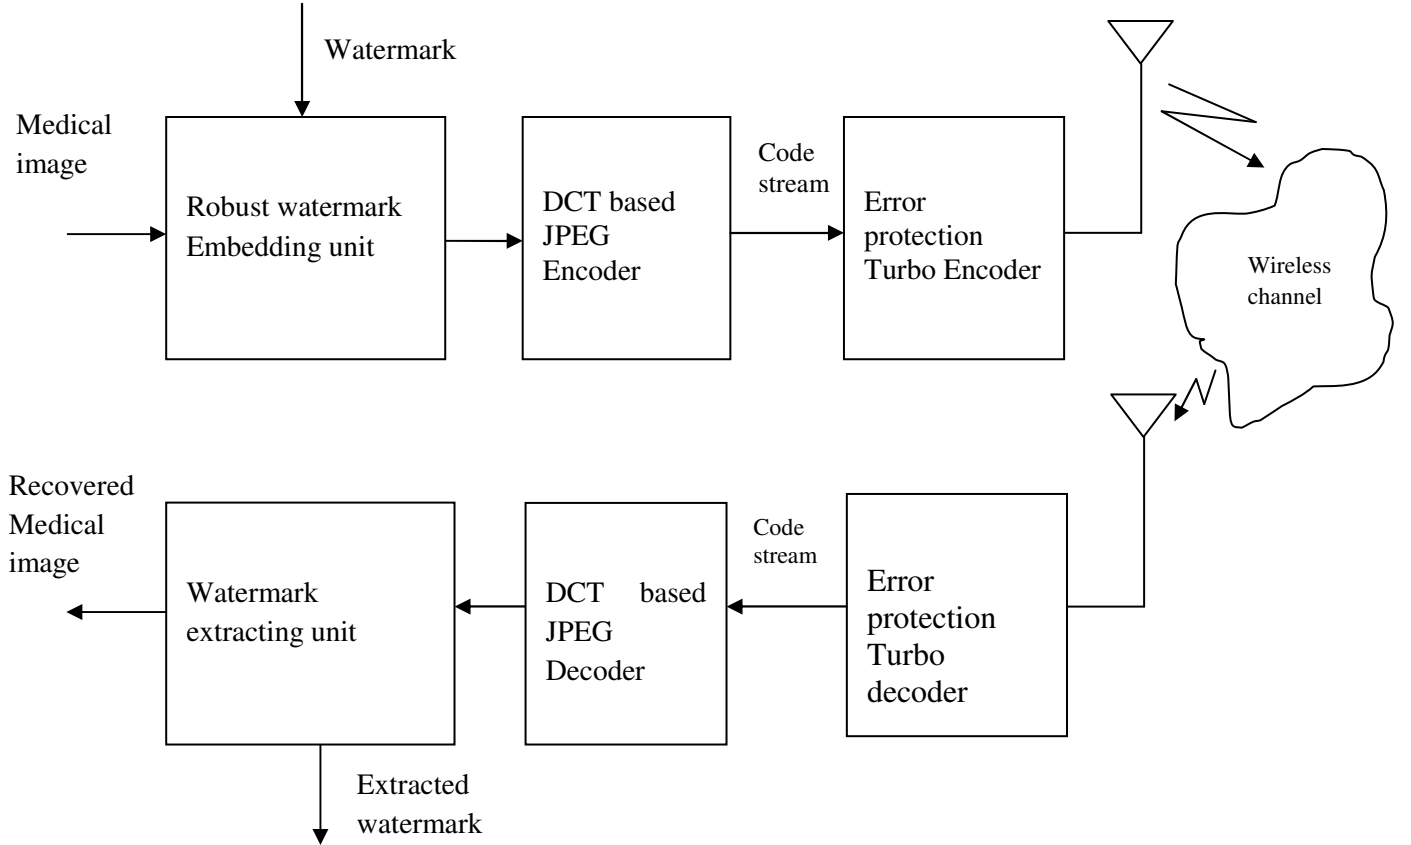 Watermark
Medical
image
Robust watermark
Embedding unit
DCT based
JPEG
Encoder
Code
stream
Error
protection
Turbo Encoder
Wireless
channel
Recovered
Medical
image
Watermark
extracting unit
DCT based
JPEG
Decoder
Code
stream
Error
protection
Turbo
decoder
Extracted
watermark